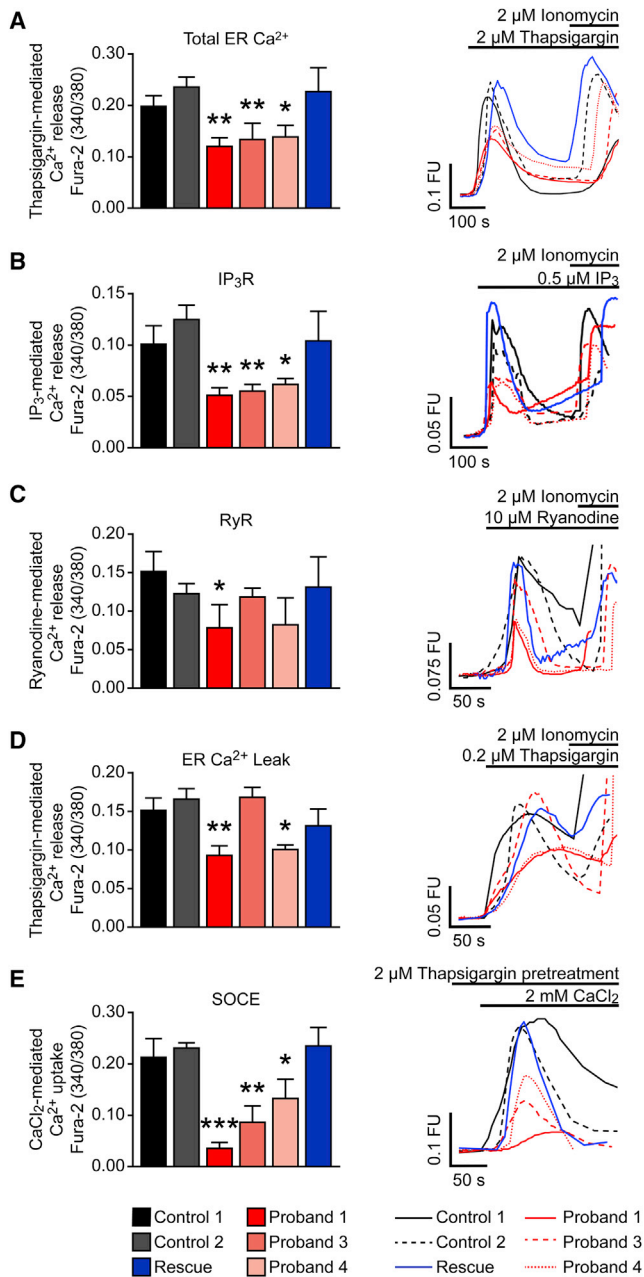 A
Total ER Ca²⁺
Thapsigargin-mediated
Ca²⁺ release
Fura-2 (340/380)
0.20
0.10
0.00
**
**
*
2 µM Ionomycin
2 µM Thapsigargin
0.1 FU
100 s
B
IP₃R
IP₃-mediated
Ca²⁺ release
Fura-2 (340/380)
0.15
0.10
0.05
0.00
**
**
*
2 µM Ionomycin
0.5 µM IP₃
0.05 FU
100 s
C
RyR
Ryanodine-mediated
Ca²⁺ release
Fura-2 (340/380)
0.20
0.15
0.10
0.05
0.00
*
2 µM Ionomycin
10 µM Ryanodine
0.075 FU
50 s
D
ER Ca²⁺ Leak
Thapsigargin-mediated
Ca²⁺ release
Fura-2 (340/380)
0.20
0.15
0.10
0.05
0.00
**
*
2 µM Ionomycin
0.2 µM Thapsigargin
0.05 FU
50 s
E
SOCE
CaCl₂-mediated
Ca²⁺ uptake
Fura-2 (340/380)
0.30
0.20
0.10
0.00
***
**
*
2 µM Thapsigargin pretreatment
2 mM CaCl₂
0.1 FU
50 s
Control 1
Proband 1
Control 2
Proband 3
Rescue
Proband 4
Control 1
Proband 1
Control 2
Proband 3
Rescue
Proband 4